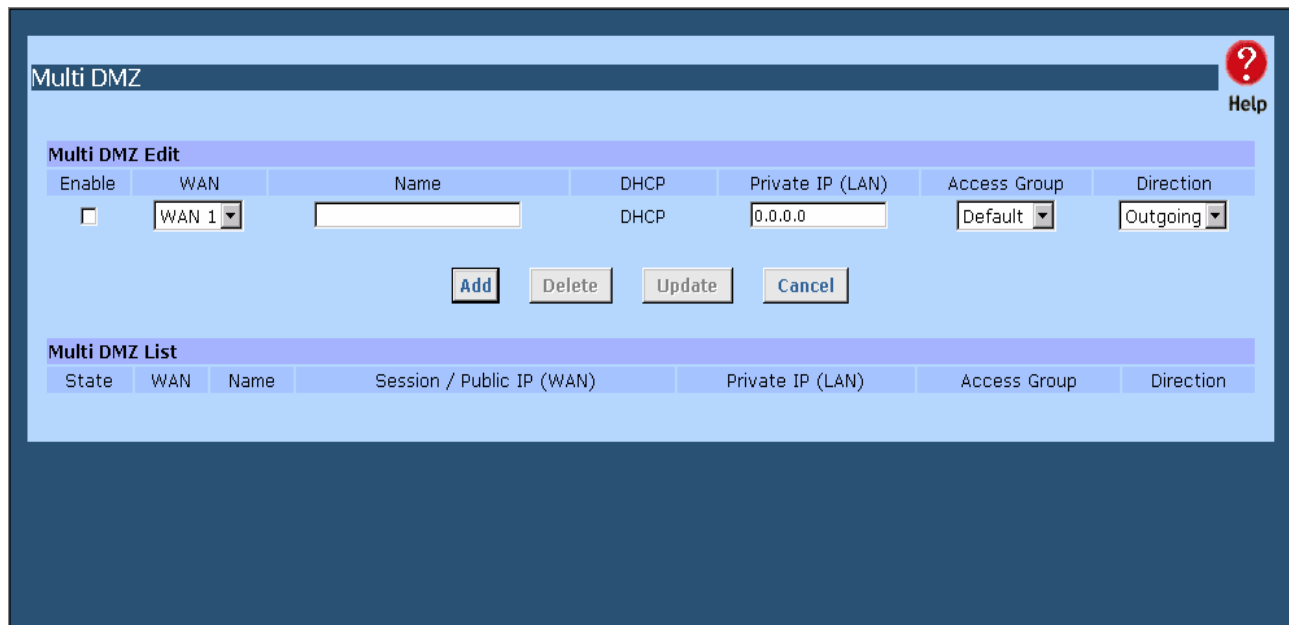 Multi DMZ
?
Help
Multi DMZ Edit
Enable WAN Name DHCP Private IP (LAN) Access Group Direction
WAN 1 DHCP 0.0.0.0 Default Outgoing
Add Delete Update Cancel
Multi DMZ List
State WAN Name Session / Public IP (WAN) Private IP (LAN) Access Group Direction